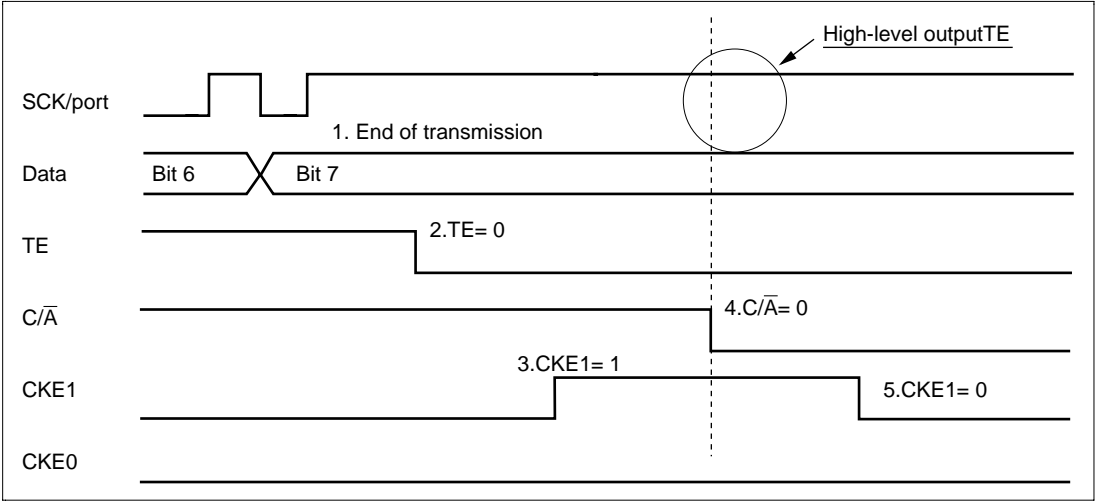 High-level outputTE
SCK/port
1. End of transmission
Data
Bit 6
Bit 7
TE
2.TE= 0
C/A̅
4.C/A̅= 0
3.CKE1= 1
CKE1
5.CKE1= 0
CKE0